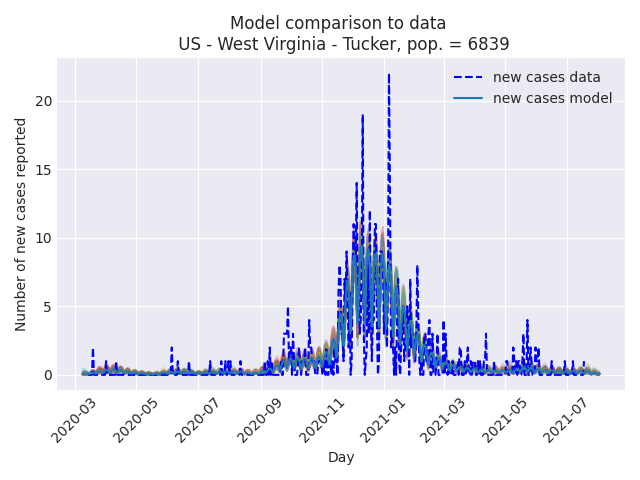 Model comparison to data
US - West Virginia - Tucker, pop. = 6839
new cases data
new cases model
Number of new cases reported
20
15
10
5
0
2020-03
2020-05
2020-07
2020-09
2020-11
2021-01
2021-03
2021-05
2021-07
Day